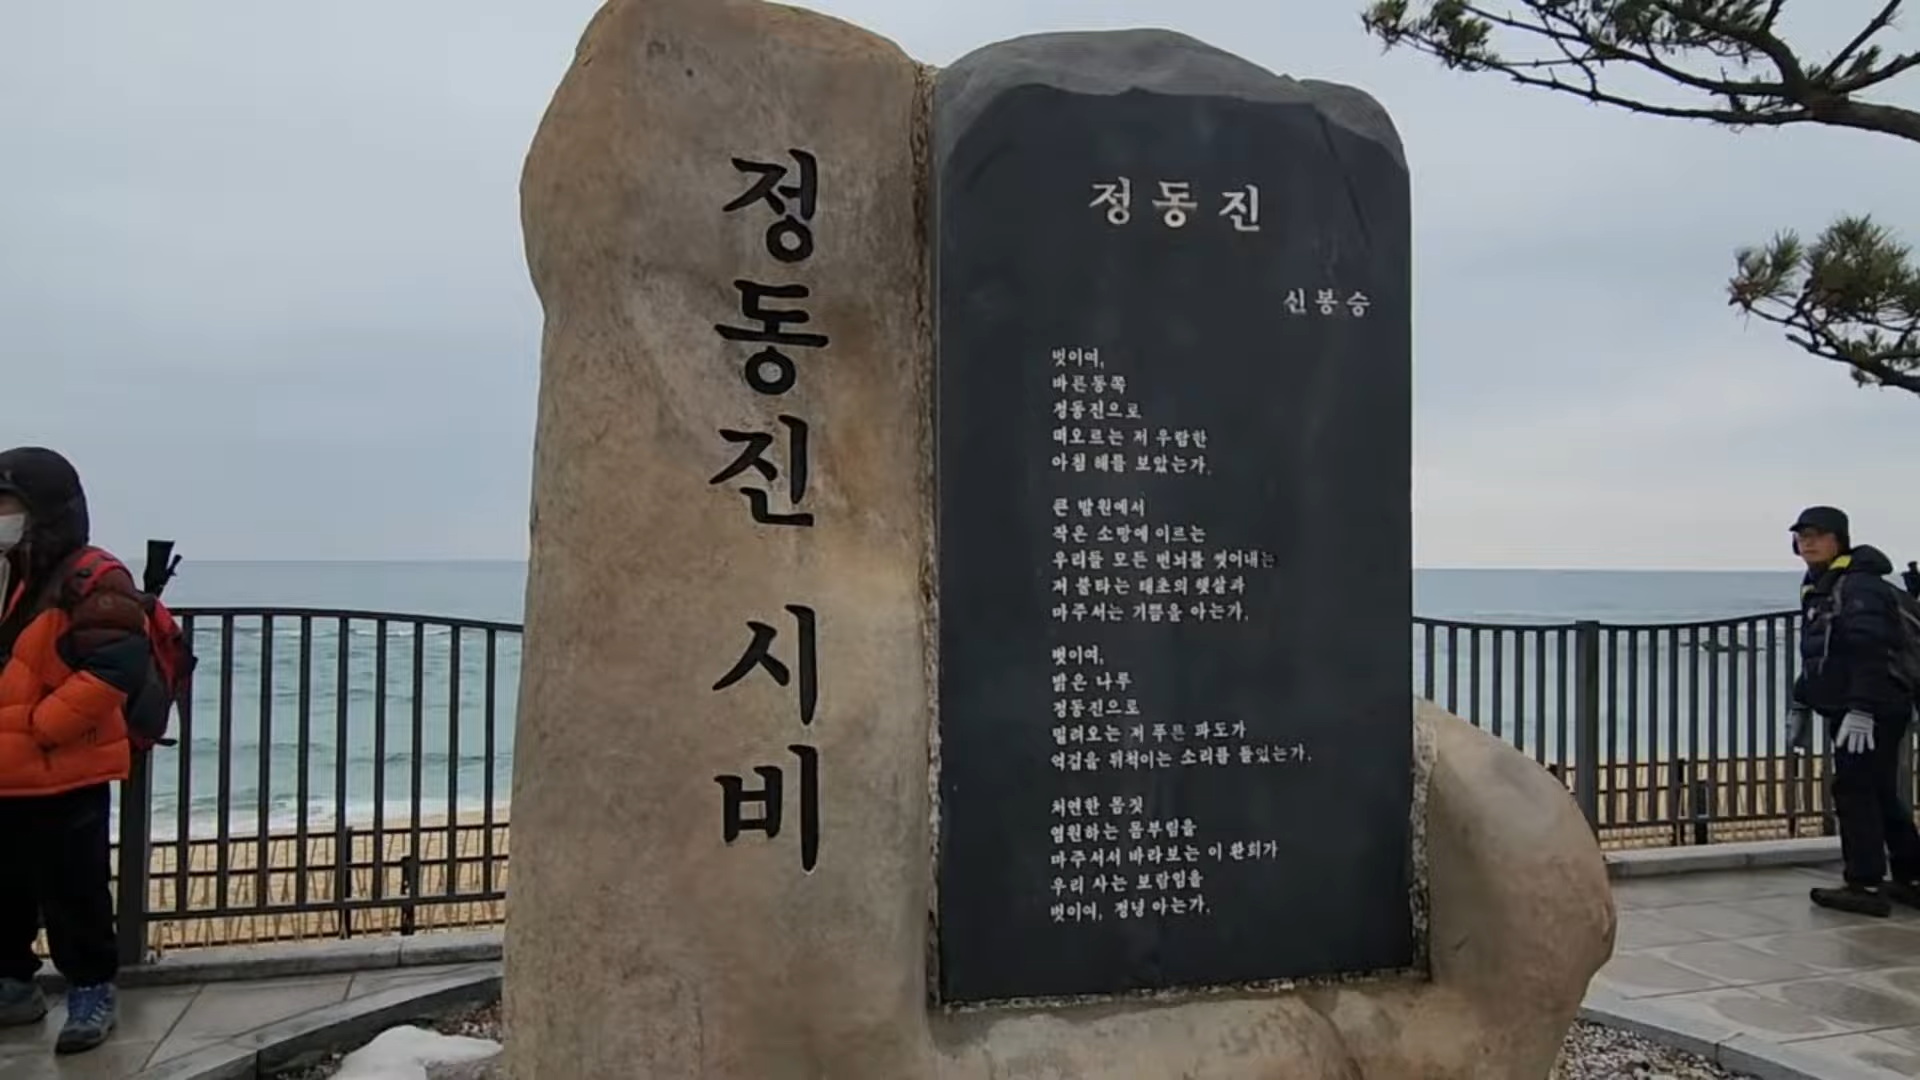 정동진 시비
정동진
신봉승
벗이여,
바른동쪽
정동진으로
떠오르는 저 우람한
아침 해를 보았는가.
큰 발원에서
작은 소망에 이르는
우리들 모든 번뇌를 씻어내는
저 불타는 태초의 햇살과
마주서는 기쁨을 아는가.
벗이여,
밝은 나루
정동진으로
밀려오는 저 푸른 파도가
억겁을 뒤척이는 소리를 들었는가.
처연한 몸짓
염원하는 몸부림을
마주서서 바라보는 이 환희가
우리 사는 보람임을
벗이여, 정녕 아는가.